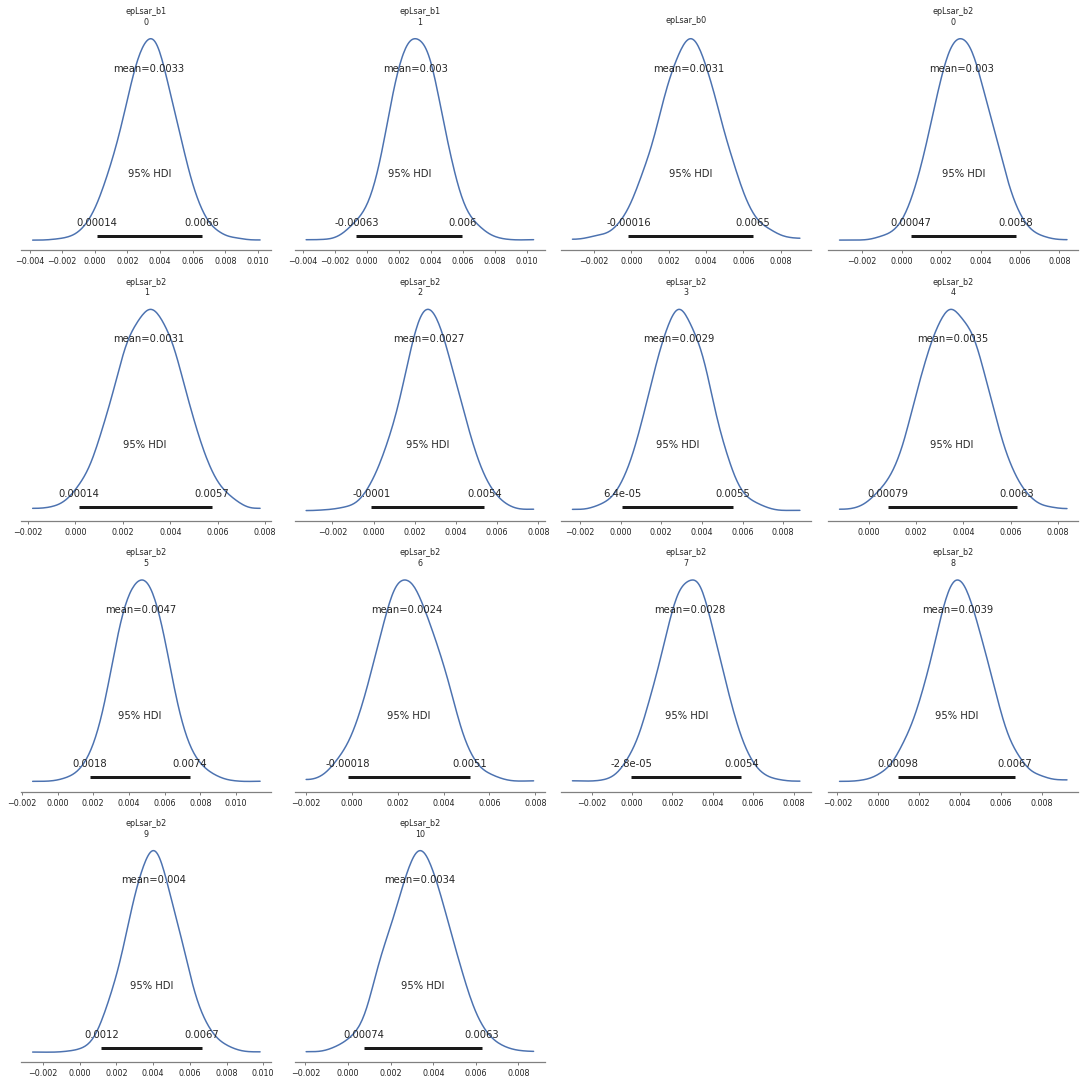 epLsar_b1
0
mean=0.0033
95% HDI
0.00014 0.0066
−0.004 −0.002 0.000 0.002 0.004 0.006 0.008 0.010
epLsar_b1
1
mean=0.003
95% HDI
-0.00063 0.006
−0.004 −0.002 0.000 0.002 0.004 0.006 0.008 0.010
epLsar_b0
mean=0.0031
95% HDI
-0.00016 0.0065
−0.002 0.000 0.002 0.004 0.006 0.008
epLsar_b2
0
mean=0.003
95% HDI
0.00047 0.0058
−0.002 0.000 0.002 0.004 0.006 0.008
epLsar_b2
1
mean=0.0031
95% HDI
0.00014 0.0057
−0.002 0.000 0.002 0.004 0.006 0.008
epLsar_b2
2
mean=0.0027
95% HDI
-0.0001 0.0054
−0.002 0.000 0.002 0.004 0.006 0.008
epLsar_b2
3
mean=0.0029
95% HDI
6.4e-05 0.0055
−0.002 0.000 0.002 0.004 0.006 0.008
epLsar_b2
4
mean=0.0035
95% HDI
0.00079 0.0063
0.000 0.002 0.004 0.006 0.008
epLsar_b2
5
mean=0.0047
95% HDI
0.0018 0.0074
−0.002 0.000 0.002 0.004 0.006 0.008 0.010
epLsar_b2
6
mean=0.0024
95% HDI
-0.00018 0.0051
−0.002 0.000 0.002 0.004 0.006 0.008
epLsar_b2
7
mean=0.0028
95% HDI
-2.8e-05 0.0054
−0.002 0.000 0.002 0.004 0.006 0.008
epLsar_b2
8
mean=0.0039
95% HDI
0.00098 0.0067
−0.002 0.000 0.002 0.004 0.006 0.008
epLsar_b2
9
mean=0.004
95% HDI
0.0012 0.0067
−0.002 0.000 0.002 0.004 0.006 0.008 0.010
epLsar_b2
10
mean=0.0034
95% HDI
0.00074 0.0063
−0.002 0.000 0.002 0.004 0.006 0.008